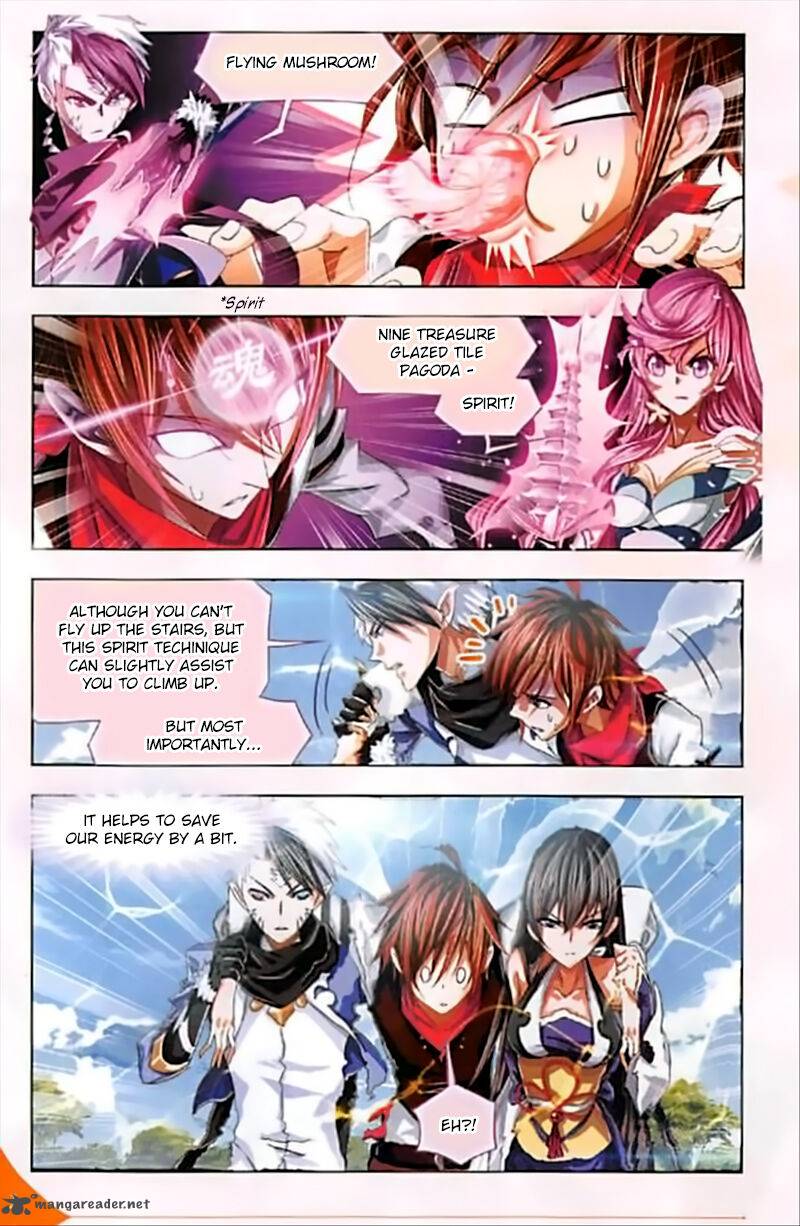 FLYING MUSHROOM!
*Spirit
魂
NINE TREASURE
GLAZED TILE
PAGODA -
SPIRIT!
ALTHOUGH YOU CAN'T
FLY UP THE STAIRS, BUT
THIS SPIRIT TECHINIQUE
CAN SLIGHTLY ASSIST
YOU TO CLIMB UP.
BUT MOST
IMPORTANTLY...
IT HELPS TO SAVE
OUR ENERGY BY A BIT.
EH?!
mangareader.net